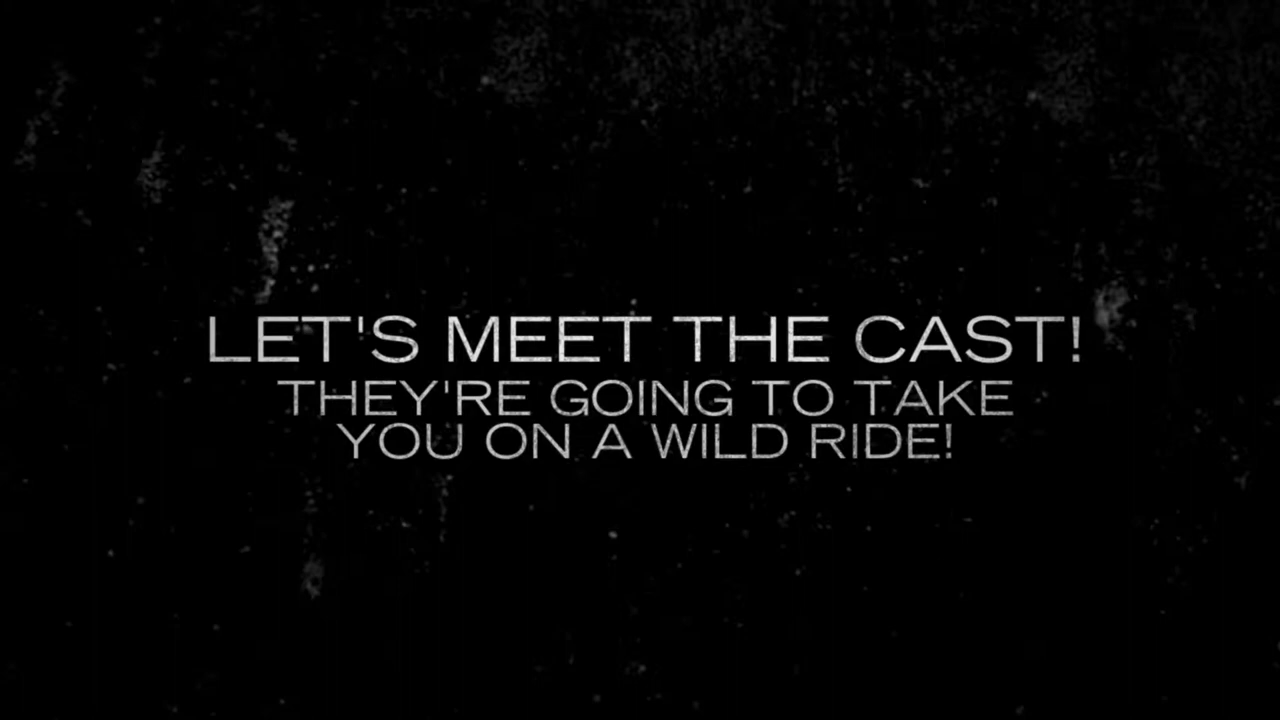 LET'S MEET THE CAST!
THEY'RE GOING TO TAKE
YOU ON A WILD RIDE!